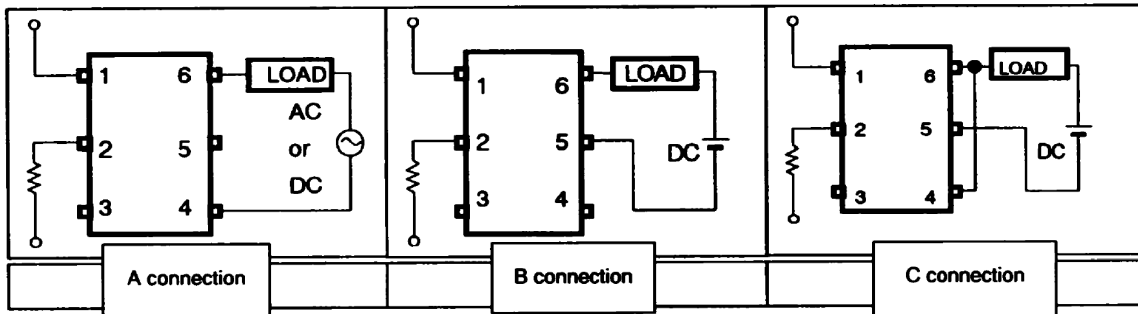 1 6 LOAD
AC
2 5 or
DC
3 4
A connection
1 6 LOAD
2 5 DC
3 4
B connection
1 6 LOAD
2 5 DC
3 4
C connection